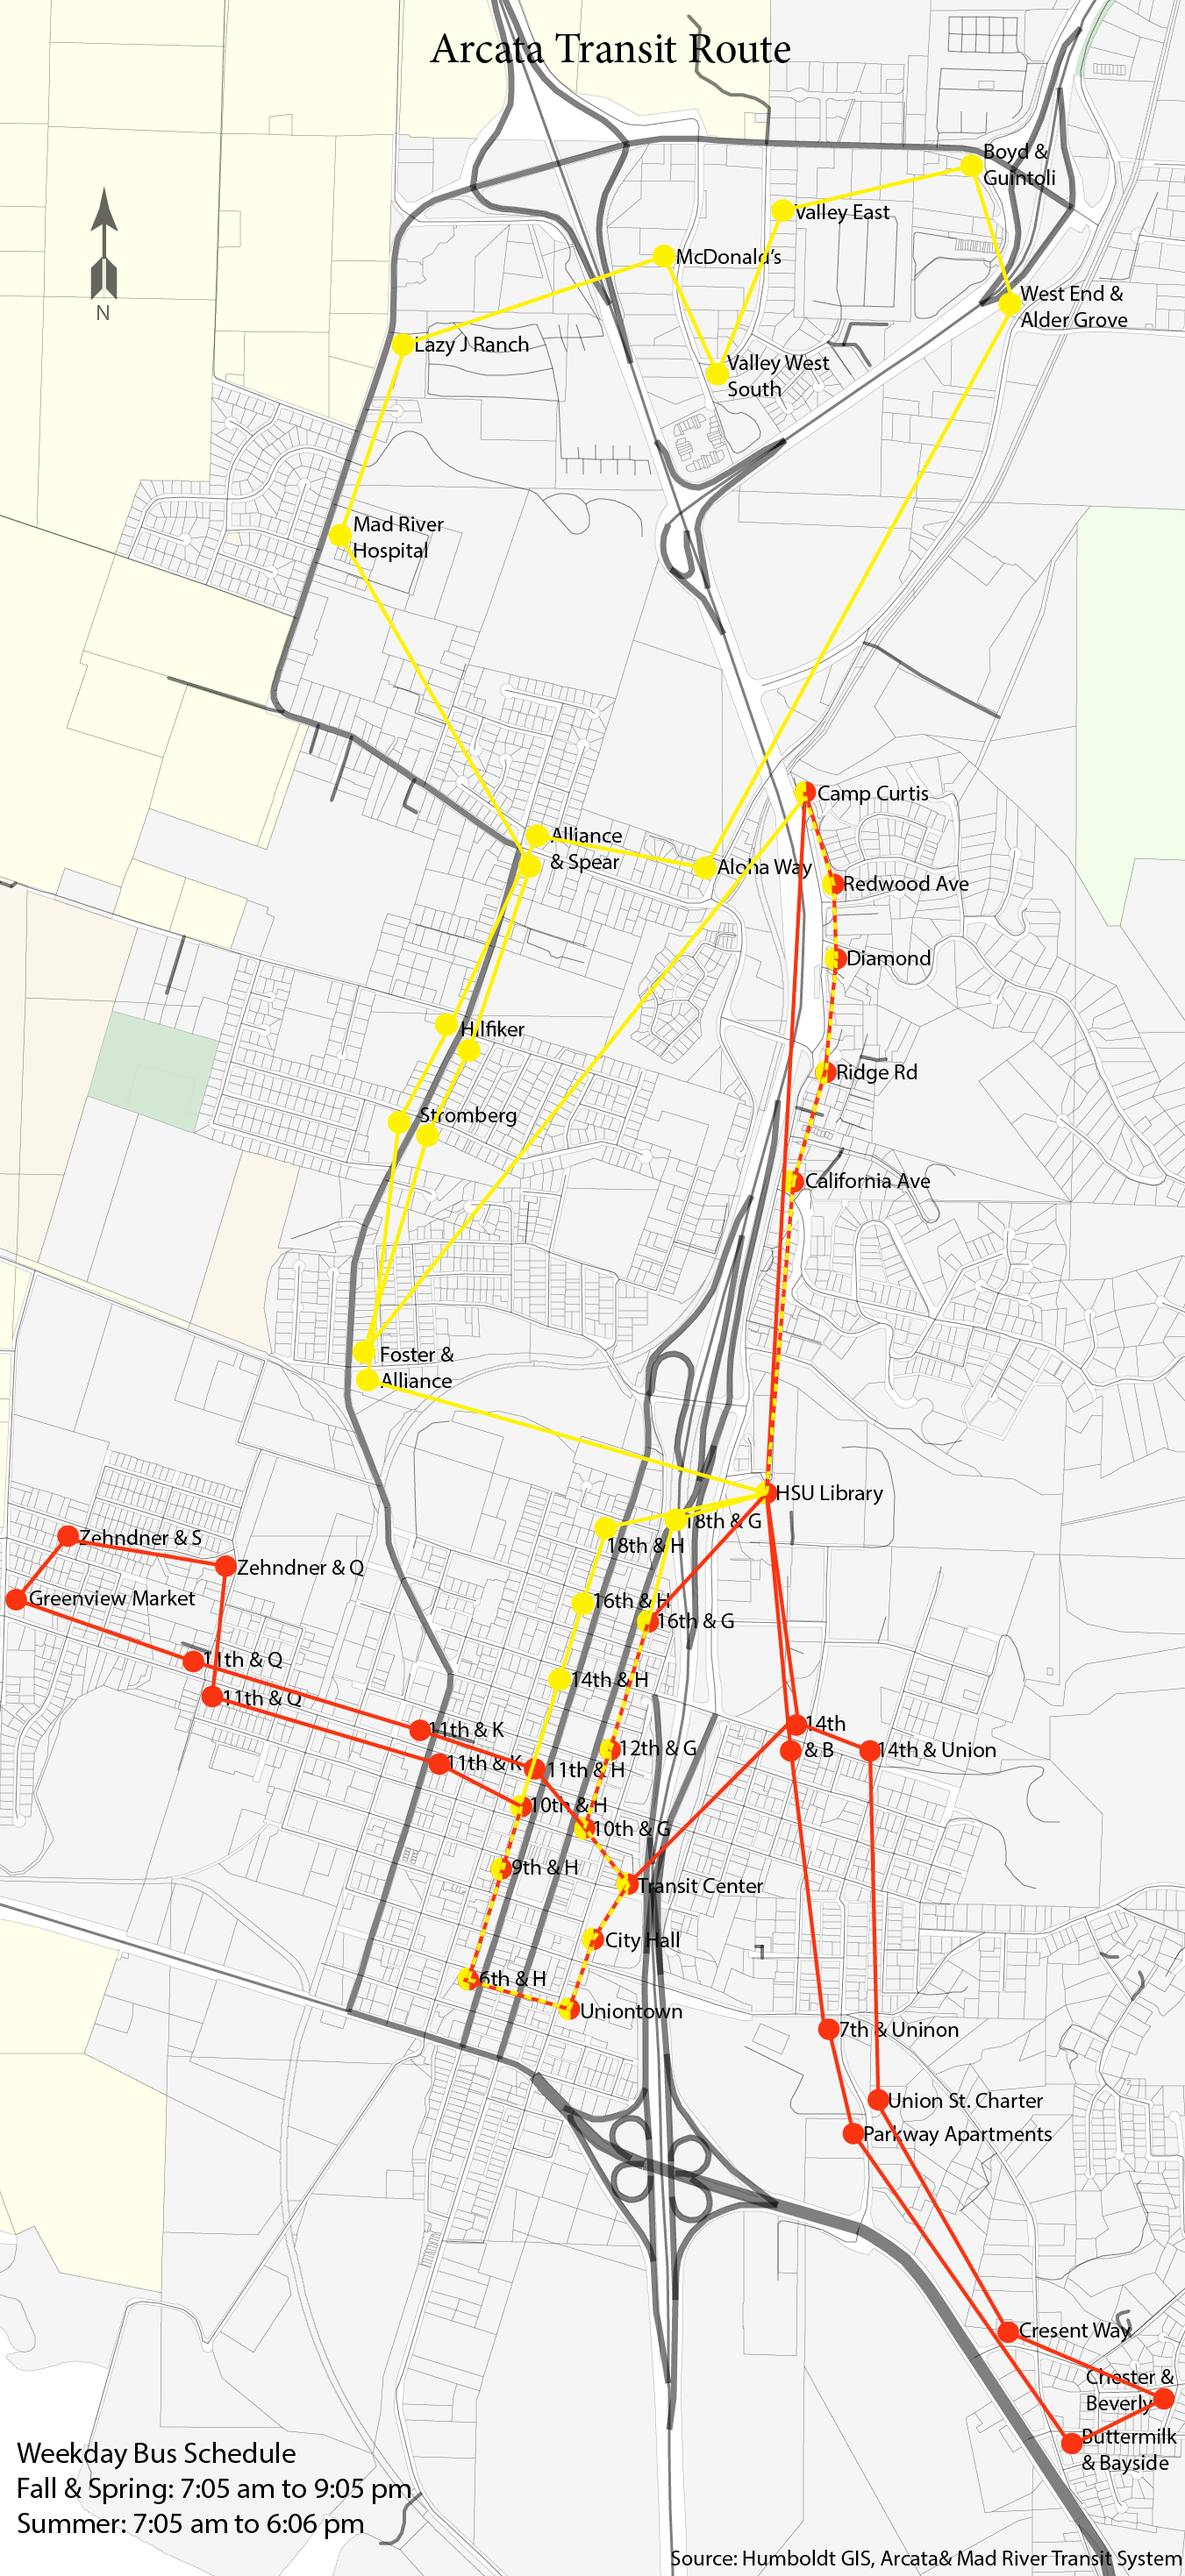 Arcata Transit Route
Boyd &
Guintoli
Valley East
McDonald's
N
West End &
Alder Grove
Lazy J Ranch
Valley West
South
Mad River
Hospital
Camp Curtis
Alliance
& Spear
Aloha Way
Redwood Ave
Diamond
Hilfiker
Ridge Rd
Stromberg
California Ave
Foster &
Alliance
HSU Library
18th & G
18th & H
Zehndner & S
Zehndner & Q
Greenview Market
16th & H
16th & G
11th & Q
14th & H
11th & Q
14th
& B
11th & K
12th & G
14th & Union
11th & K
11th & H
10th & H
10th & G
9th & H
Transit Center
City Hall
6th & H
Uniontown
7th & Uninon
Union St. Charter
Parkway Apartments
Cresent Way
Chester &
Beverly
Buttermilk
& Bayside
Weekday Bus Schedule
Fall & Spring: 7:05 am to 9:05 pm
Summer: 7:05 am to 6:06 pm
Source: Humboldt GIS, Arcata& Mad River Transit System